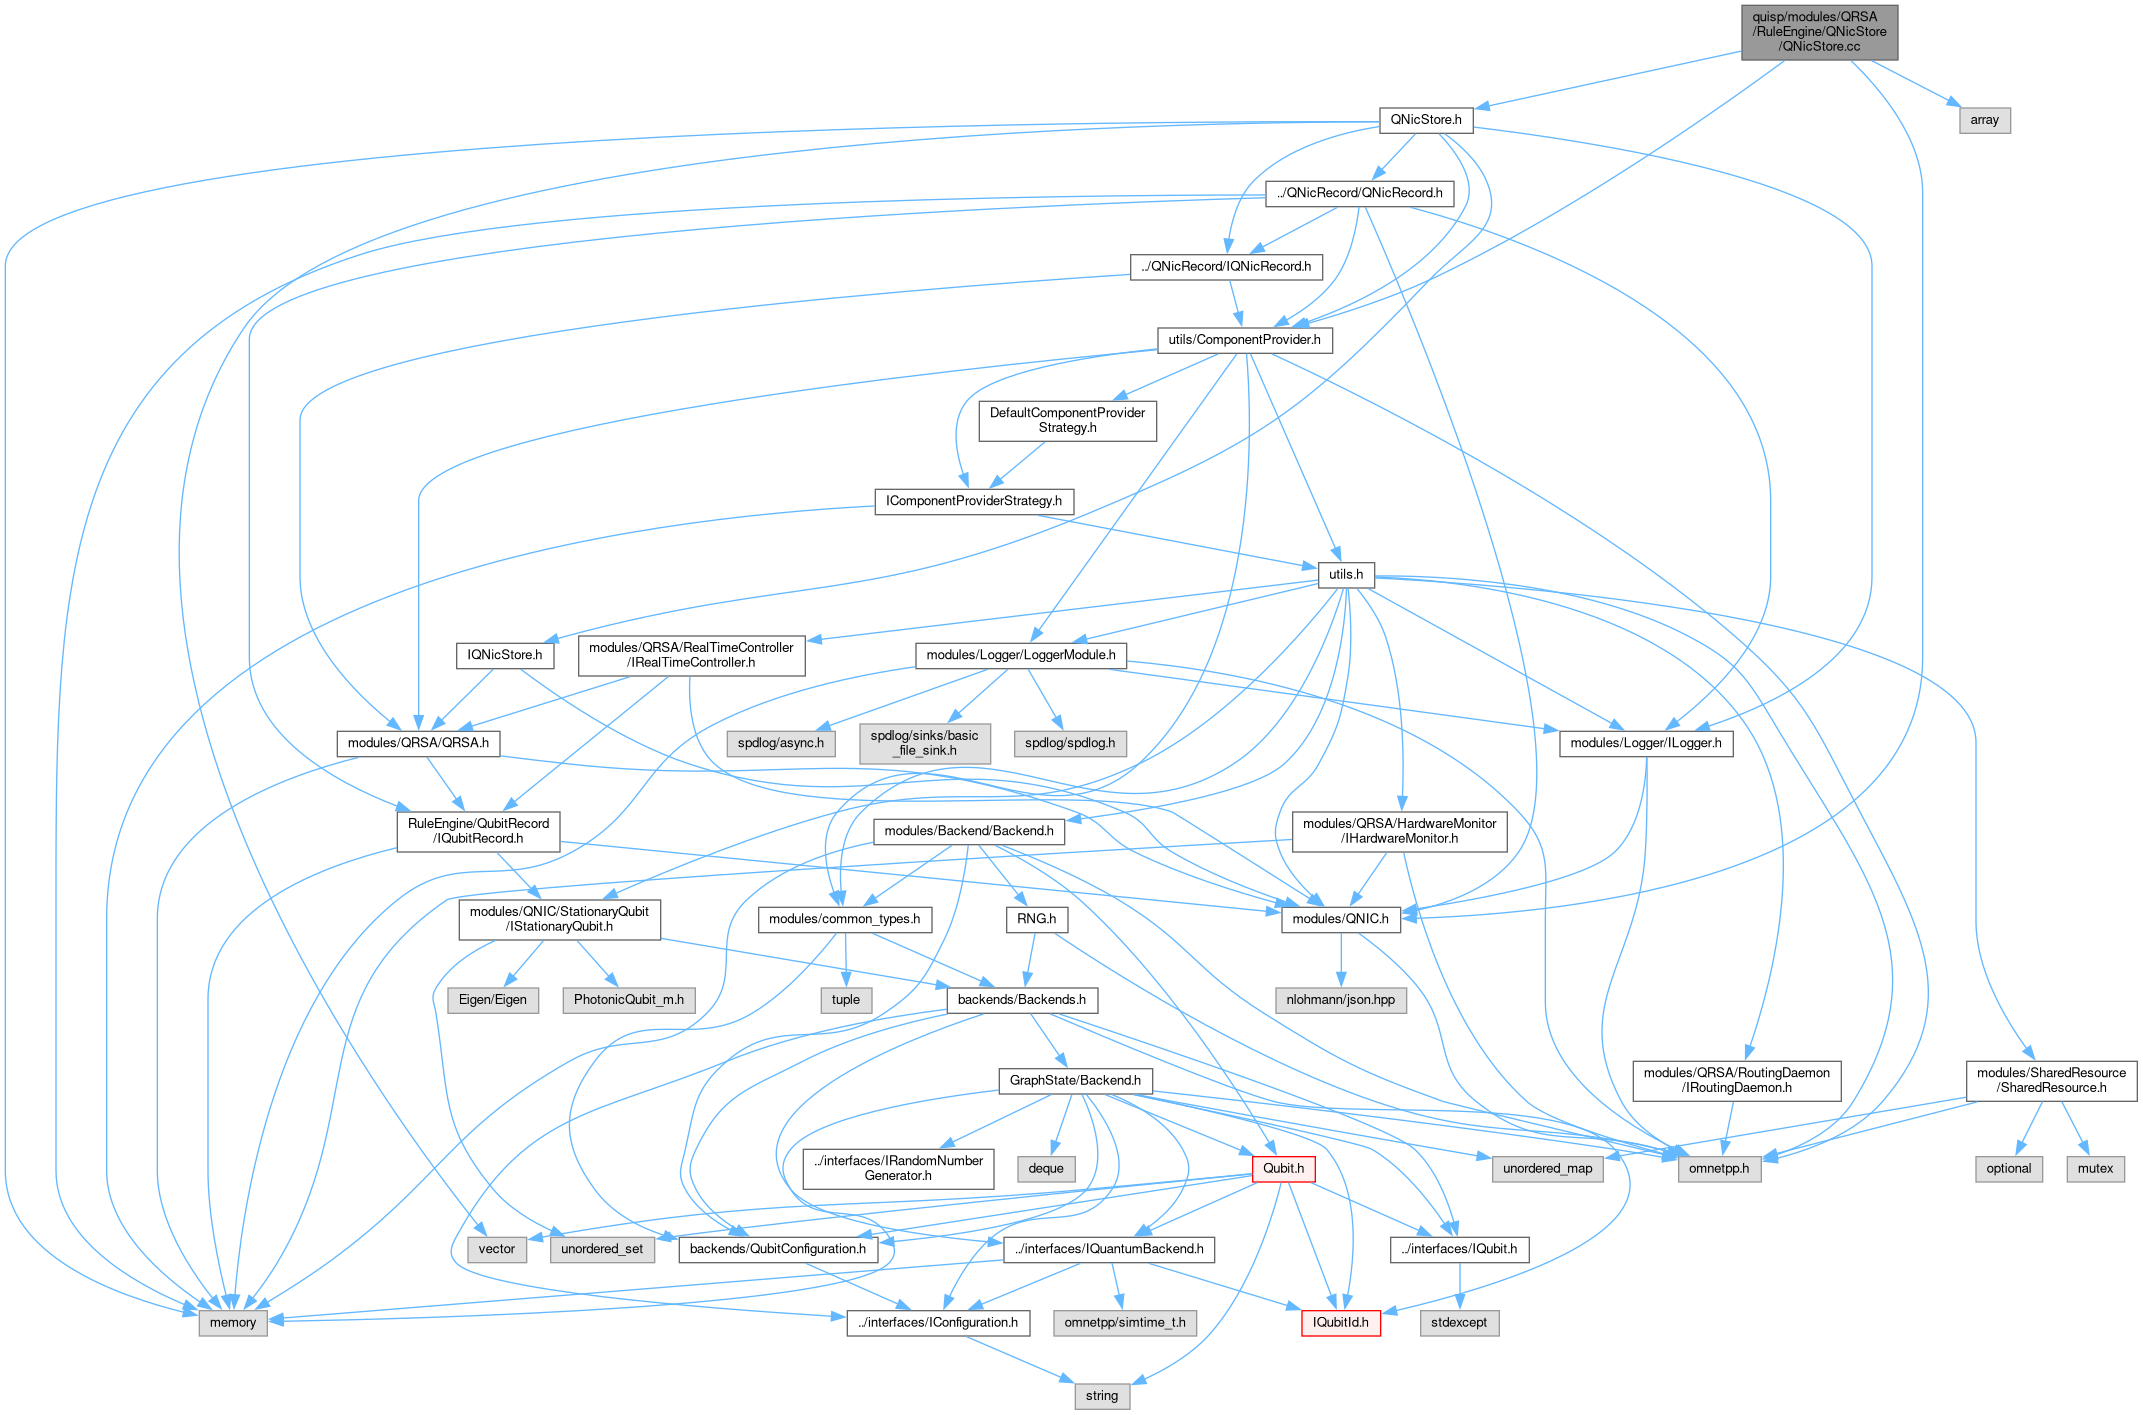 quisp/modules/QRSA
/RuleEngine/QNicStore
/QNicStore.cc
QNicStore.h
array
../QNicRecord/QNicRecord.h
../QNicRecord/IQNicRecord.h
utils/ComponentProvider.h
DefaultComponentProvider
Strategy.h
IComponentProviderStrategy.h
utils.h
IQNicStore.h
modules/QRSA/RealTimeController
/IRealTimeController.h
modules/Logger/LoggerModule.h
modules/QRSA/QRSA.h
spdlog/async.h
spdlog/sinks/basic
_file_sink.h
spdlog/spdlog.h
modules/Logger/ILogger.h
RuleEngine/QubitRecord
/IQubitRecord.h
modules/Backend/Backend.h
modules/QRSA/HardwareMonitor
/IHardwareMonitor.h
modules/QNIC/StationaryQubit
/IStationaryQubit.h
modules/common_types.h
RNG.h
modules/QNIC.h
Eigen/Eigen
PhotonicQubit_m.h
tuple
backends/Backends.h
nlohmann/json.hpp
GraphState/Backend.h
modules/QRSA/RoutingDaemon
/IRoutingDaemon.h
modules/SharedResource
/SharedResource.h
../interfaces/IRandomNumber
Generator.h
deque
Qubit.h
unordered_map
omnetpp.h
optional
mutex
vector
unordered_set
backends/QubitConfiguration.h
../interfaces/IQuantumBackend.h
../interfaces/IQubit.h
memory
../interfaces/IConfiguration.h
omnetpp/simtime_t.h
IQubitId.h
stdexcept
string